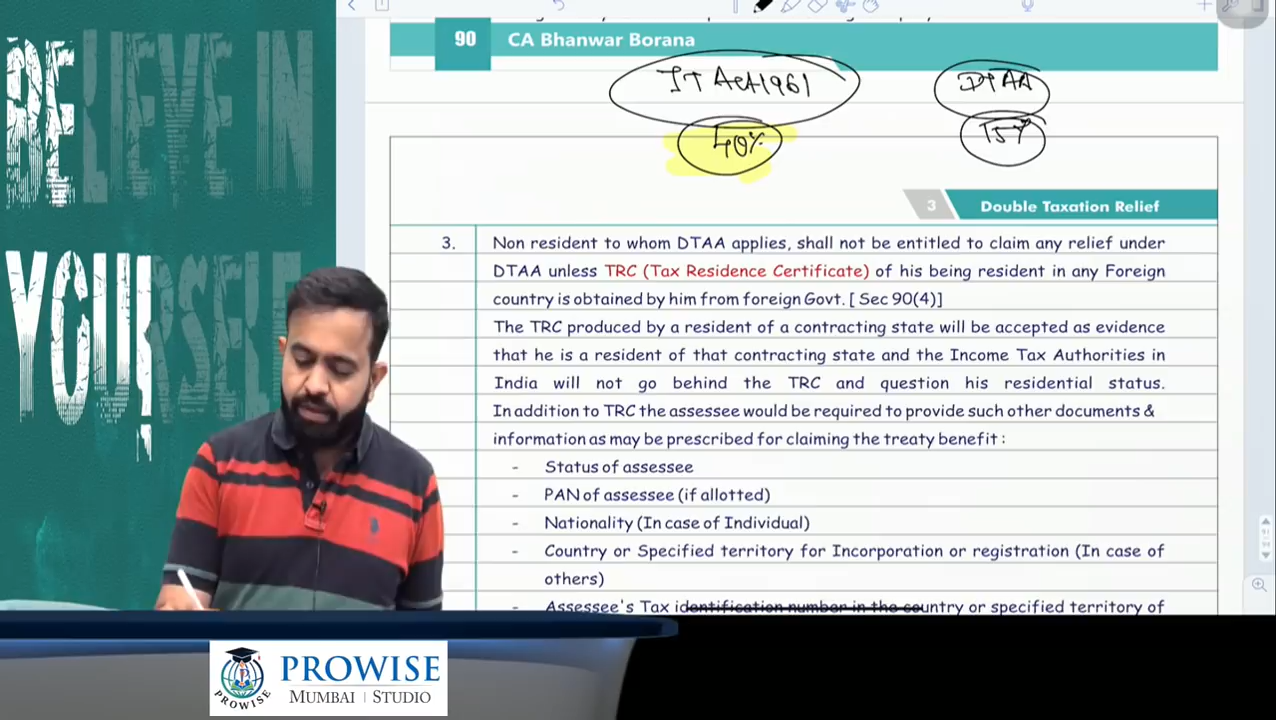 BELIEVE IN
YOURSELF
90 CA Bhanwar Borana
IT Act 1961
DTAA
40%
15%
3 Double Taxation Relief
3. Non resident to whom DTAA applies, shall not be entitled to claim any relief under
DTAA unless TRC (Tax Residence Certificate) of his being resident in any Foreign
country is obtained by him from foreign Govt. [ Sec 90(4)]
The TRC produced by a resident of a contracting state will be accepted as evidence
that he is a resident of that contracting state and the Income Tax Authorities in
India will not go behind the TRC and question his residential status.
In addition to TRC the assessee would be required to provide such other documents &
information as may be prescribed for claiming the treaty benefit :
- Status of assessee
- PAN of assessee (if allotted)
- Nationality (In case of Individual)
- Country or Specified territory for Incorporation or registration (In case of
others)
- Assessee's Tax identification number in the country or specified territory of
PROWISE
PROWISE
MUMBAI | STUDIO